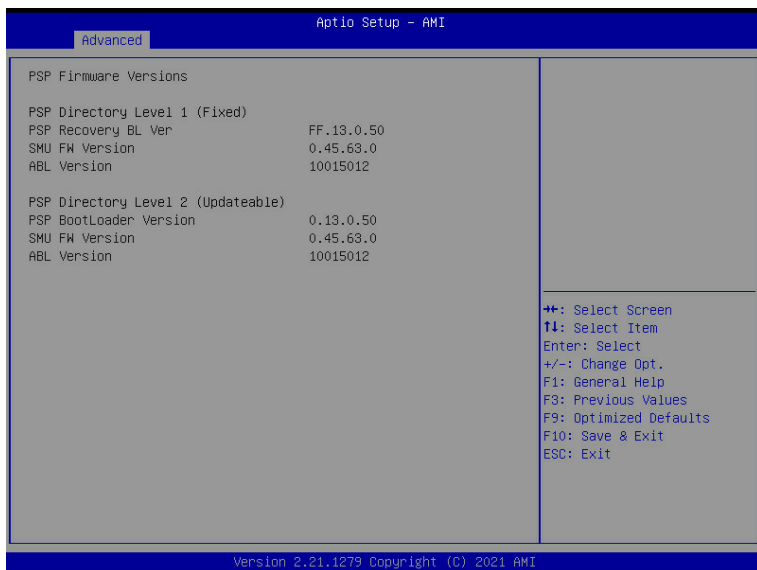 Aptio Setup - AMI
Advanced
PSP Firmware Versions
PSP Directory Level 1 (Fixed)
PSP Recovery BL Ver FF.13.0.50
SMU FW Version 0.45.63.0
ABL Version 10015012
PSP Directory Level 2 (Updateable)
PSP BootLoader Version 0.13.0.50
SMU FW Version 0.45.63.0
ABL Version 10015012
→←: Select Screen
↑↓: Select Item
Enter: Select
+/-: Change Opt.
F1: General Help
F3: Previous Values
F9: Optimized Defaults
F10: Save & Exit
ESC: Exit
Version 2.21.1279 Copyright (C) 2021 AMI